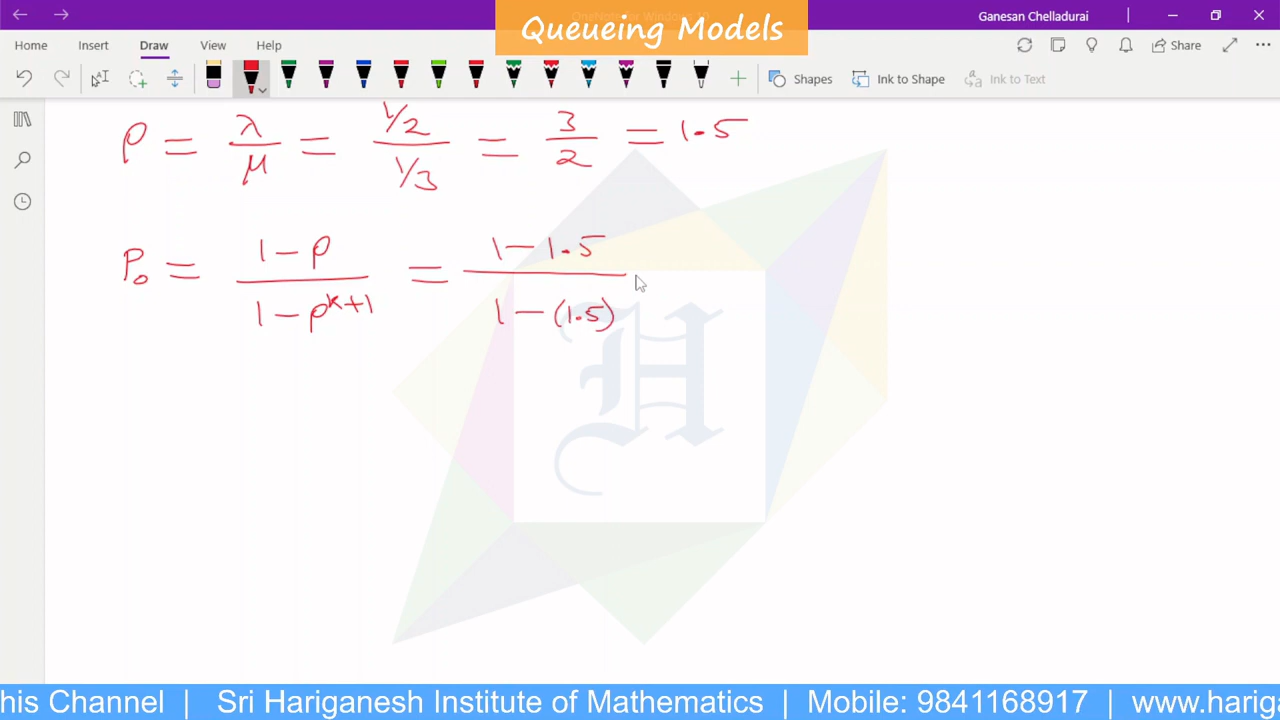 Queueing Models
Ganesan Chelladurai
Home Insert Draw View Help Share
Shapes Ink to Shape Ink to Text
ρ = λ/μ = (1/2)/(1/3) = 3/2 = 1.5
P₀ = (1 - ρ)/(1 - ρ^(k+1)) = (1 - 1.5)/(1 - (1.5))
H
his Channel | Sri Hariganesh Institute of Mathematics | Mobile: 9841168917 | www.hariga